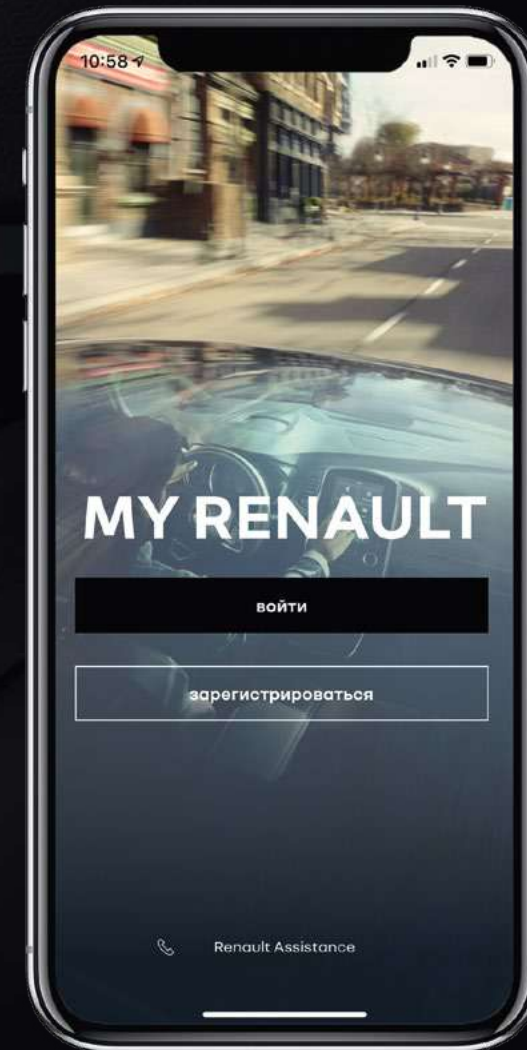 10:58
MY RENAULT
войти
зарегистрироваться
Renault Assistance